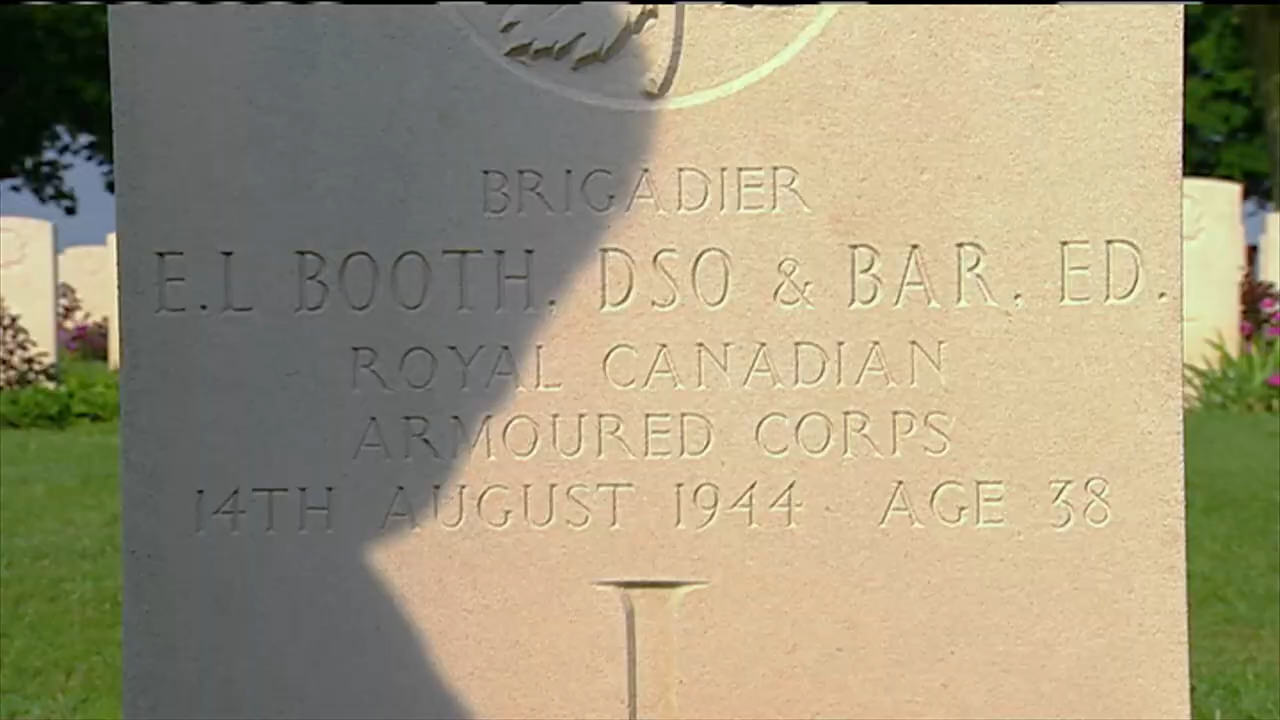 BRIGADIER
E.L BOOTH. DSO & BAR. ED.
ROYAL CANADIAN
ARMOURED CORPS
14TH AUGUST 1944 AGE 38